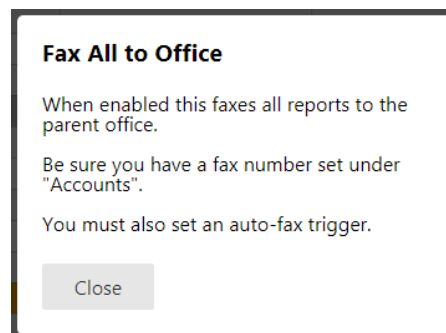 Fax All to Office
When enabled this faxes all reports to the
parent office.
Be sure you have a fax number set under
"Accounts".
You must also set an auto-fax trigger.
Close